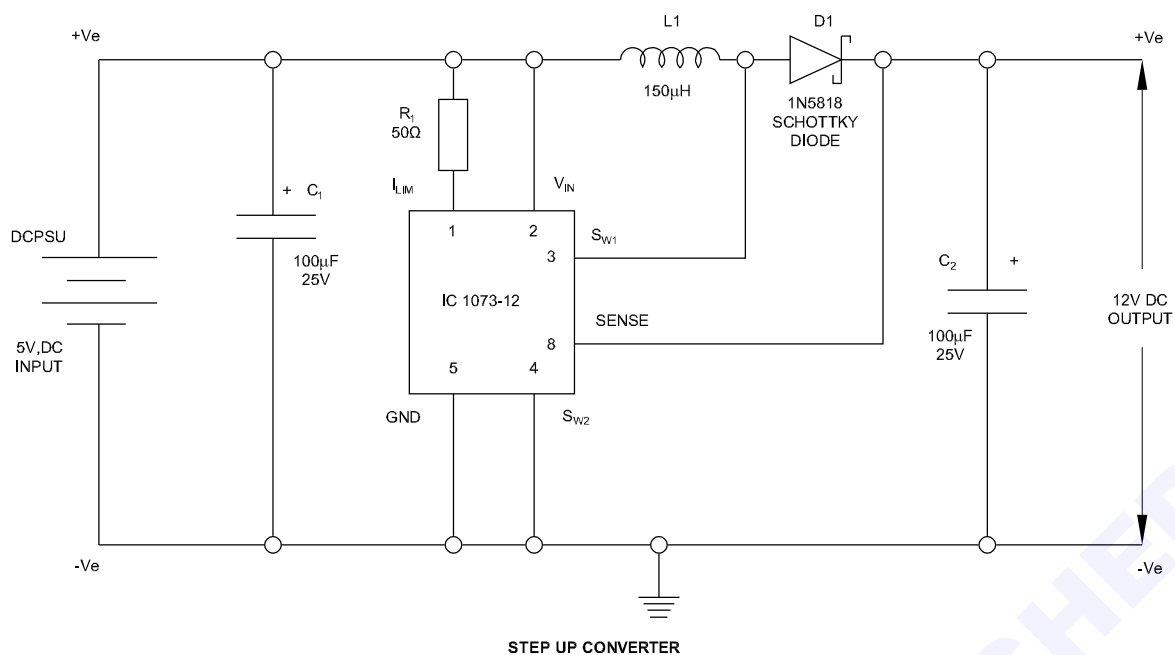 L1
D1
+Ve
+Ve
150µH
1N5818
SCHOTTKY
DIODE
R1
50Ω
ILIM
VIN
+ C1
100µF
25V
DCPSU
5V,DC
INPUT
1 2
SW1
3
IC 1073-12
SENSE
8
5 4
GND
SW2
C2 +
100µF
25V
12V DC
OUTPUT
-Ve
-Ve
STEP UP CONVERTER